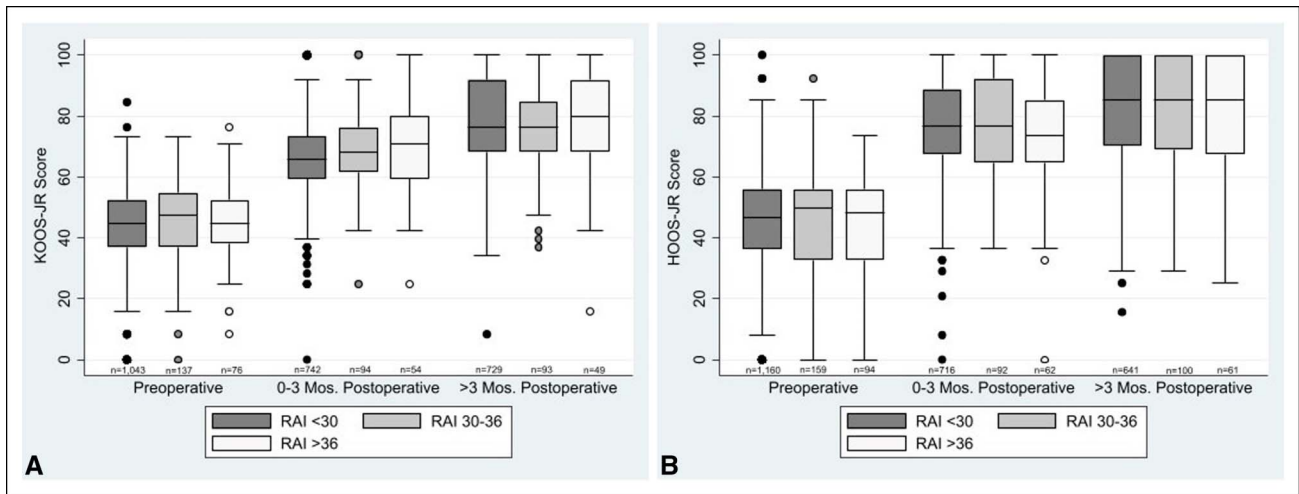 KOOS-JR Score
100
80
60
40
20
0
n=1,043 n=137 n=76 n=742 n=94 n=54 n=729 n=93 n=49
Preoperative 0-3 Mos. Postoperative >3 Mos. Postoperative
RAI <30 RAI 30-36
RAI >36
A
HOOS-JR Score
100
80
60
40
20
0
n=1,160 n=159 n=94 n=716 n=92 n=62 n=641 n=100 n=61
Preoperative 0-3 Mos. Postoperative >3 Mos. Postoperative
RAI <30 RAI 30-36
RAI >36
B